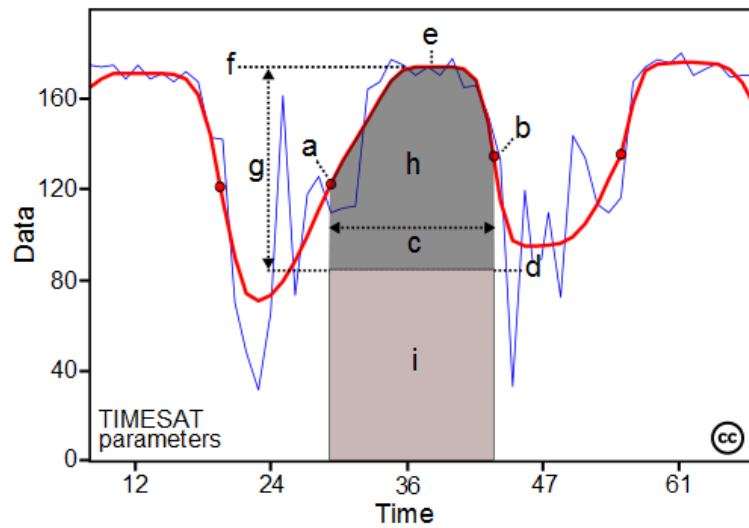 e
f
160
a
b
g
h
120
Data
c
d
80
i
40
TIMESAT
parameters
cc
0
12 24 36 47 61
Time